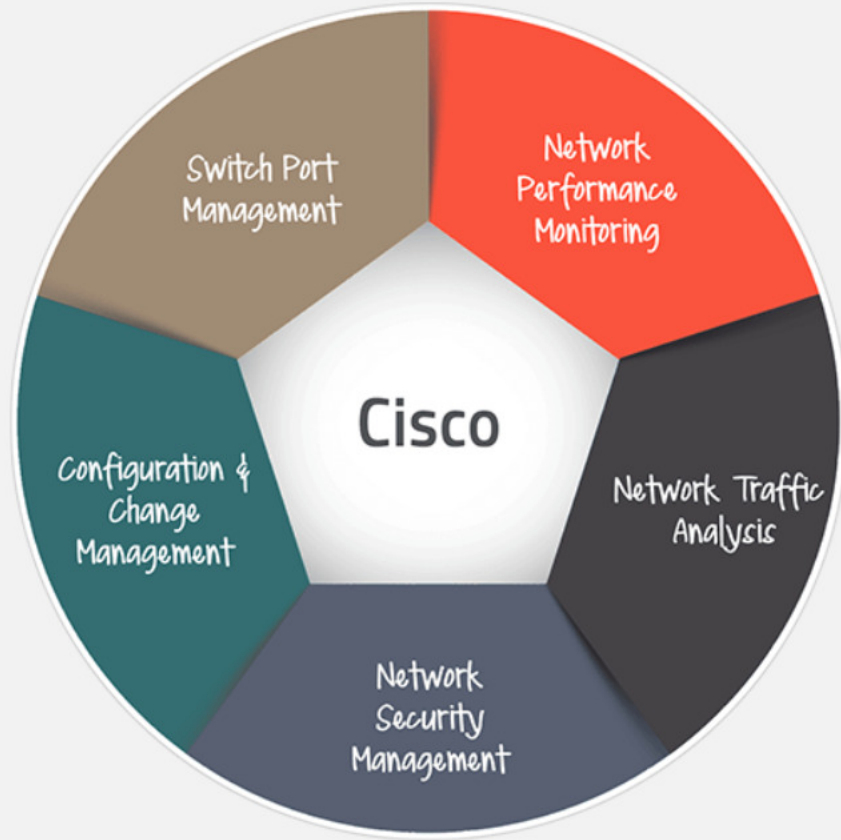 Switch Port
Management
Network
Performance
Monitoring
Cisco
Configuration &
Change
Management
Network Traffic
Analysis
Network
Security
Management